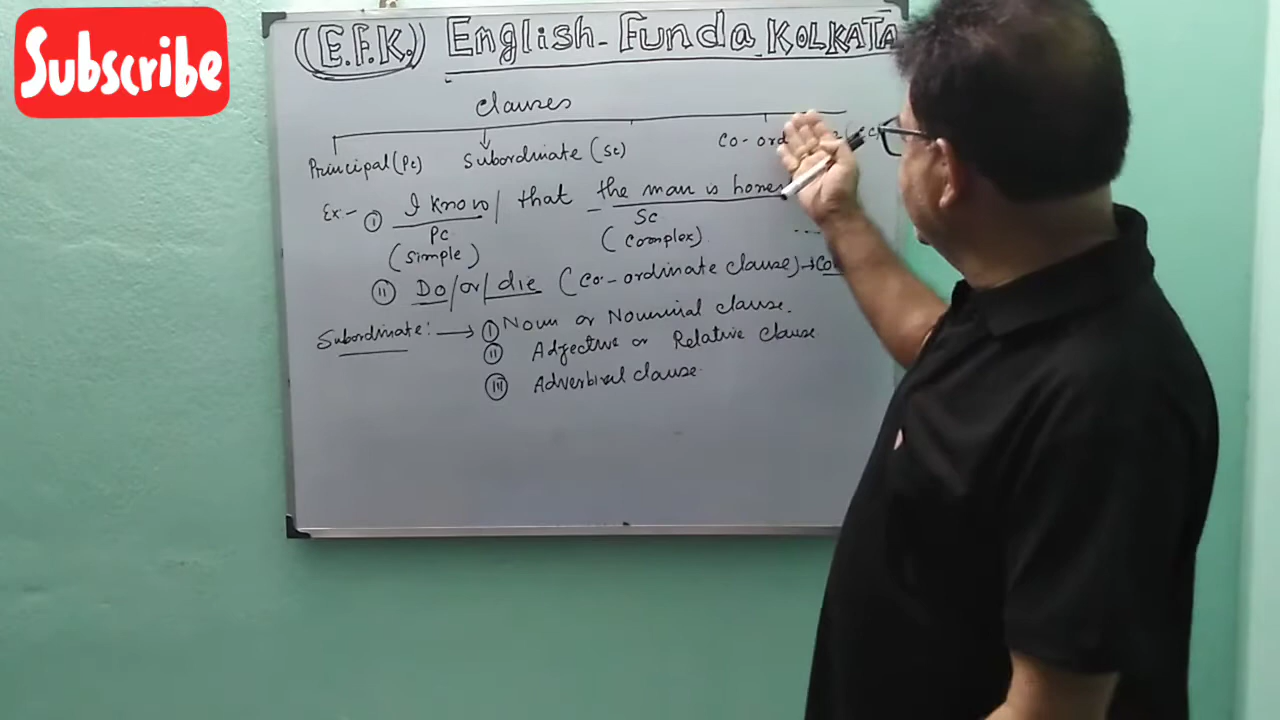 Subscribe
(E.F.K.) English - Funda KOLKATA
Clauses
Principal (Pc) Subordinate (Sc) Co-ord
Ex- (i) I know / that the man is hones
Pc Sc
(simple) (complex) ....
(ii) Do / or / die (Co-ordinate clause) →
Subordinate: → (i) Noun or Nominal clause.
(ii) Adjective or Relative clause
(iii) Adverbial clause